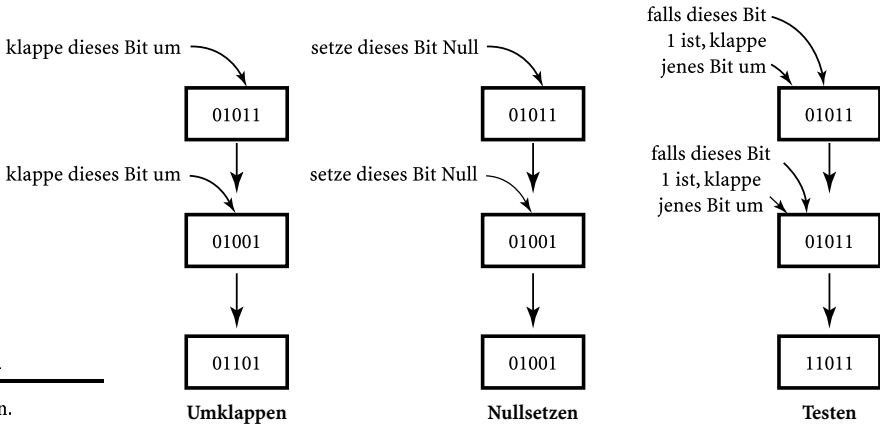 klappe dieses Bit um
01011
klappe dieses Bit um
01001
01101
Umklappen
setze dieses Bit Null
01011
setze dieses Bit Null
01001
01001
Nullsetzen
falls dieses Bit
1 ist, klappe
jenes Bit um
01011
falls dieses Bit
1 ist, klappe
jenes Bit um
01011
11011
Testen
n.